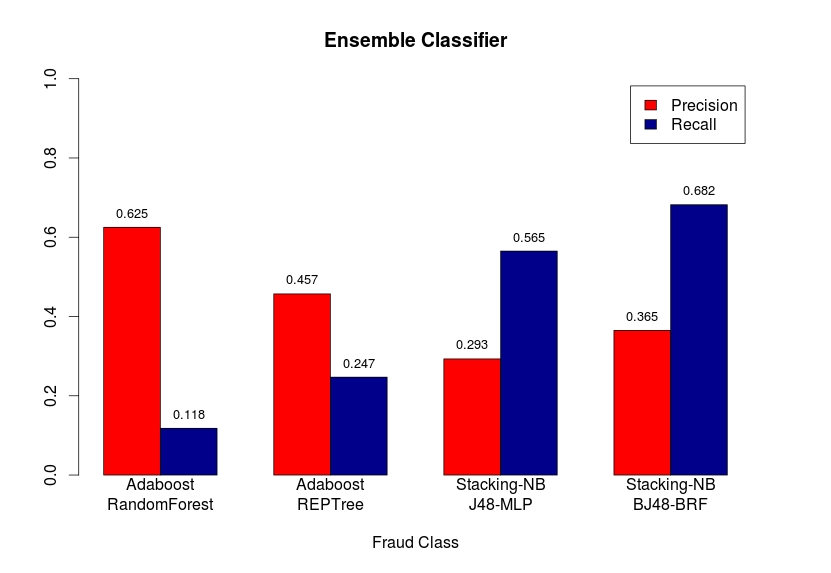 Ensemble Classifier
1.0
0.8
0.6
0.4
0.2
0.0
Precision
Recall
0.625
0.118
0.457
0.247
0.293
0.565
0.365
0.682
Adaboost
RandomForest
Adaboost
REPTree
Stacking-NB
J48-MLP
Stacking-NB
BJ48-BRF
Fraud Class